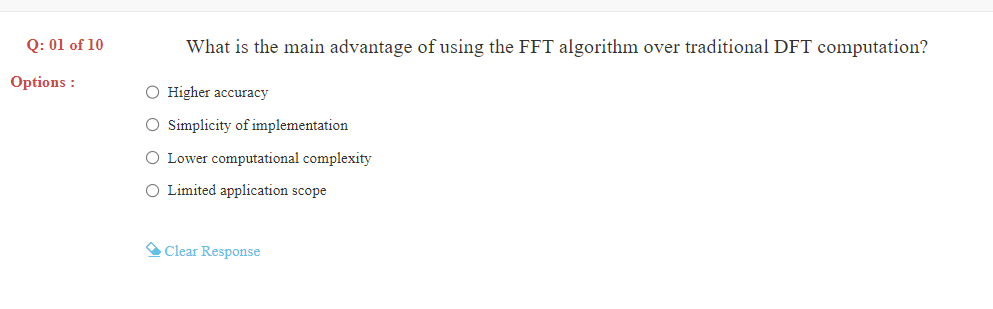 Q: 01 of 10
What is the main advantage of using the FFT algorithm over traditional DFT computation?
Options :
Higher accuracy
Simplicity of implementation
Lower computational complexity
Limited application scope
Clear Response